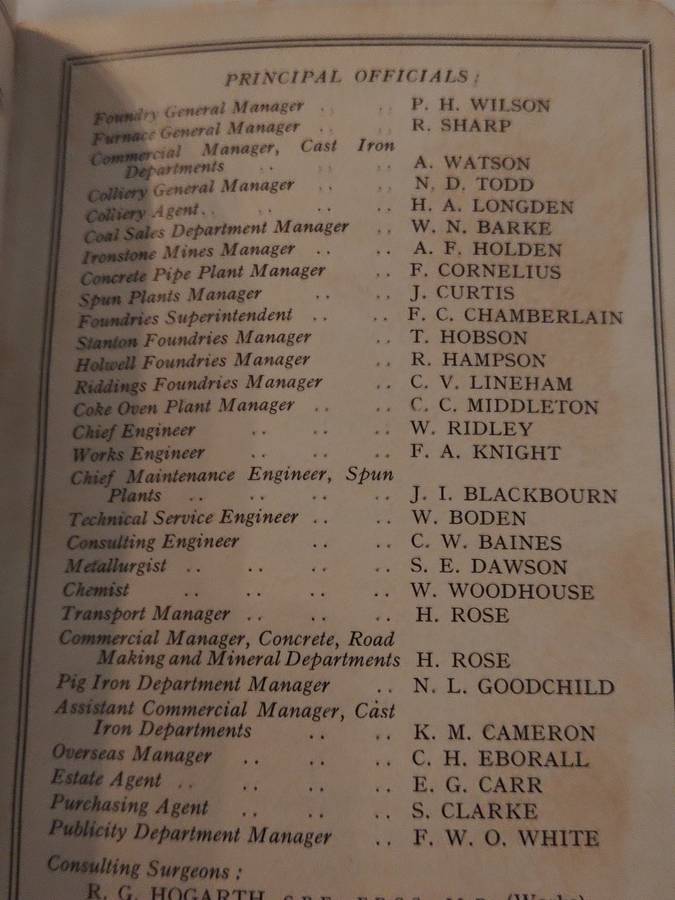 PRINCIPAL OFFICIALS:
Foundry General Manager .. .. P. H. WILSON
Furnace General Manager .. .. R. SHARP
Commercial Manager, Cast Iron
Departments .. .. .. A. WATSON
Colliery General Manager .. .. N. D. TODD
Colliery Agent.. .. .. .. H. A. LONGDEN
Coal Sales Department Manager .. W. N. BARKE
Ironstone Mines Manager .. .. A. F. HOLDEN
Concrete Pipe Plant Manager .. F. CORNELIUS
Spun Plants Manager .. .. J. CURTIS
Foundries Superintendent .. .. F. C. CHAMBERLAIN
Stanton Foundries Manager .. T. HOBSON
Holwell Foundries Manager .. R. HAMPSON
Riddings Foundries Manager .. C. V. LINEHAM
Coke Oven Plant Manager .. .. C. C. MIDDLETON
Chief Engineer .. .. .. W. RIDLEY
Works Engineer .. .. .. F. A. KNIGHT
Chief Maintenance Engineer, Spun
Plants .. .. .. .. J. I. BLACKBOURN
Technical Service Engineer .. .. W. BODEN
Consulting Engineer .. .. C. W. BAINES
Metallurgist .. .. .. .. S. E. DAWSON
Chemist .. .. .. .. W. WOODHOUSE
Transport Manager .. .. .. H. ROSE
Commercial Manager, Concrete, Road
Making and Mineral Departments H. ROSE
Pig Iron Department Manager .. N. L. GOODCHILD
Assistant Commercial Manager, Cast
Iron Departments .. .. K. M. CAMERON
Overseas Manager .. .. .. C. H. EBORALL
Estate Agent .. .. .. .. E. G. CARR
Purchasing Agent .. .. .. S. CLARKE
Publicity Department Manager .. F. W. O. WHITE
Consulting Surgeons:
R. G. HOGARTH